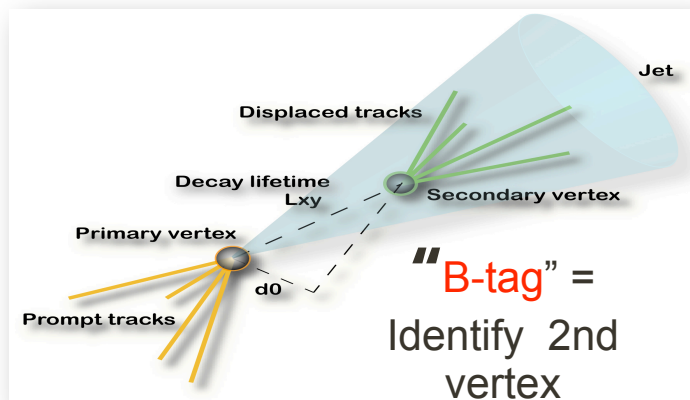 Jet
Displaced tracks
Decay lifetime
Lxy
Secondary vertex
Primary vertex
d0
Prompt tracks
"B-tag” =
Identify 2nd
vertex